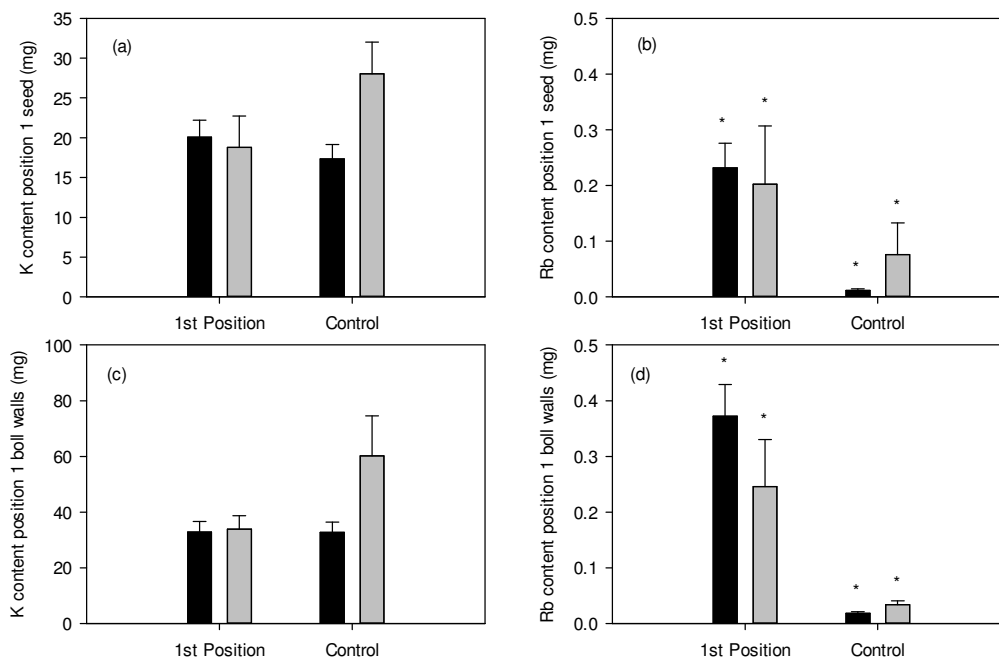 K content position 1 seed (mg)
35
30
25
20
15
10
5
0
(a)
1st Position
Control
Rb content position 1 seed (mg)
0.5
0.4
0.3
0.2
0.1
0.0
(b)
*
*
*
*
1st Position
Control
K content position 1 boll walls (mg)
100
80
60
40
20
0
(c)
1st Position
Control
Rb content position 1 boll walls (mg)
0.5
0.4
0.3
0.2
0.1
0.0
(d)
*
*
*
*
1st Position
Control